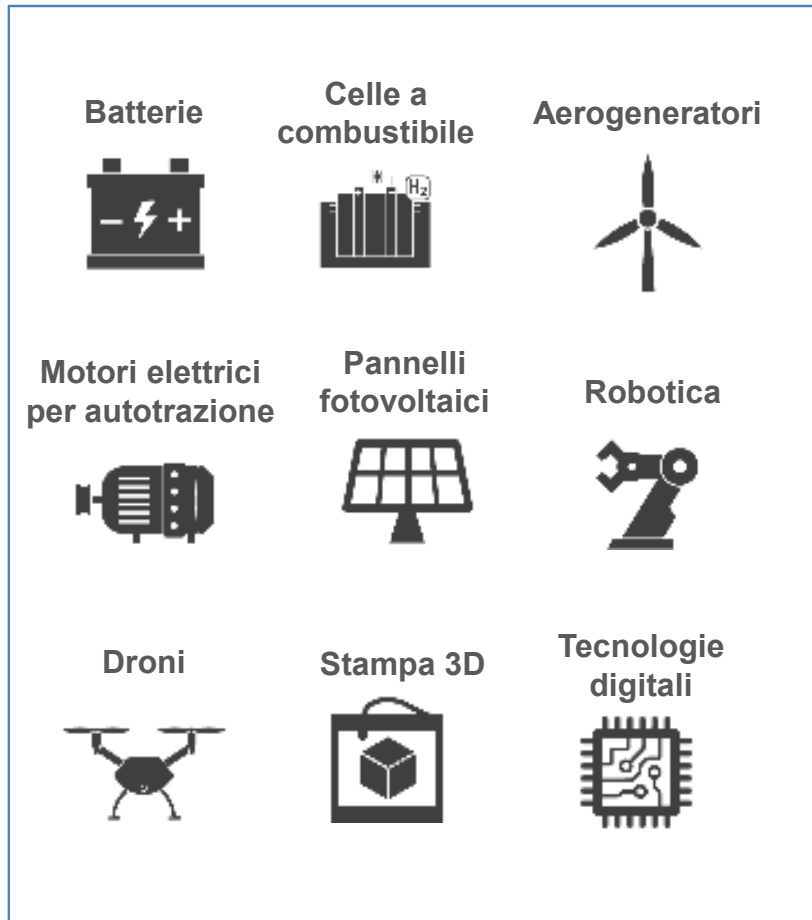 Batterie
Celle a
combustibile
Aerogeneratori
H₂
Motori elettrici
per autotrazione
Pannelli
fotovoltaici
Robotica
Droni
Stampa 3D
Tecnologie
digitali